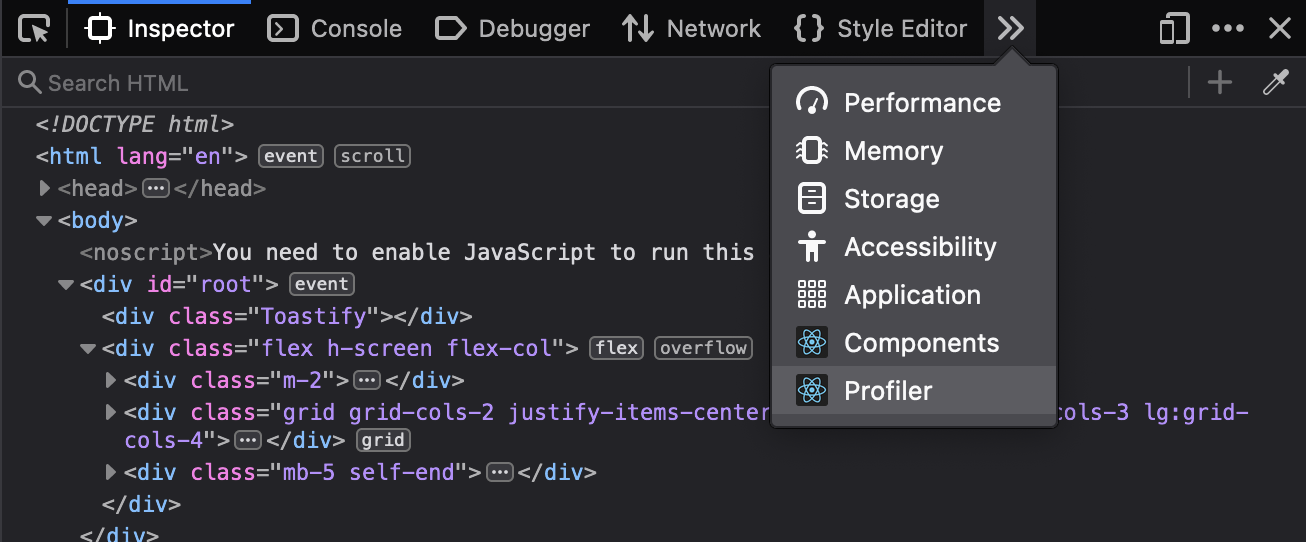 Inspector Console Debugger Network Style Editor
Search HTML
Performance
Memory
Storage
Accessibility
Application
Components
Profiler
<!DOCTYPE html>
<html lang="en"> event scroll
<head>···</head>
<body>
<noscript>You need to enable JavaScript to run this
<div id="root"> event
<div class="Toastify"></div>
<div class="flex h-screen flex-col"> flex overflow
<div class="m-2">···</div>
<div class="grid grid-cols-2 justify-items-center cols-3 lg:grid-
cols-4">···</div> grid
<div class="mb-5 self-end">···</div>
</div>
</div>